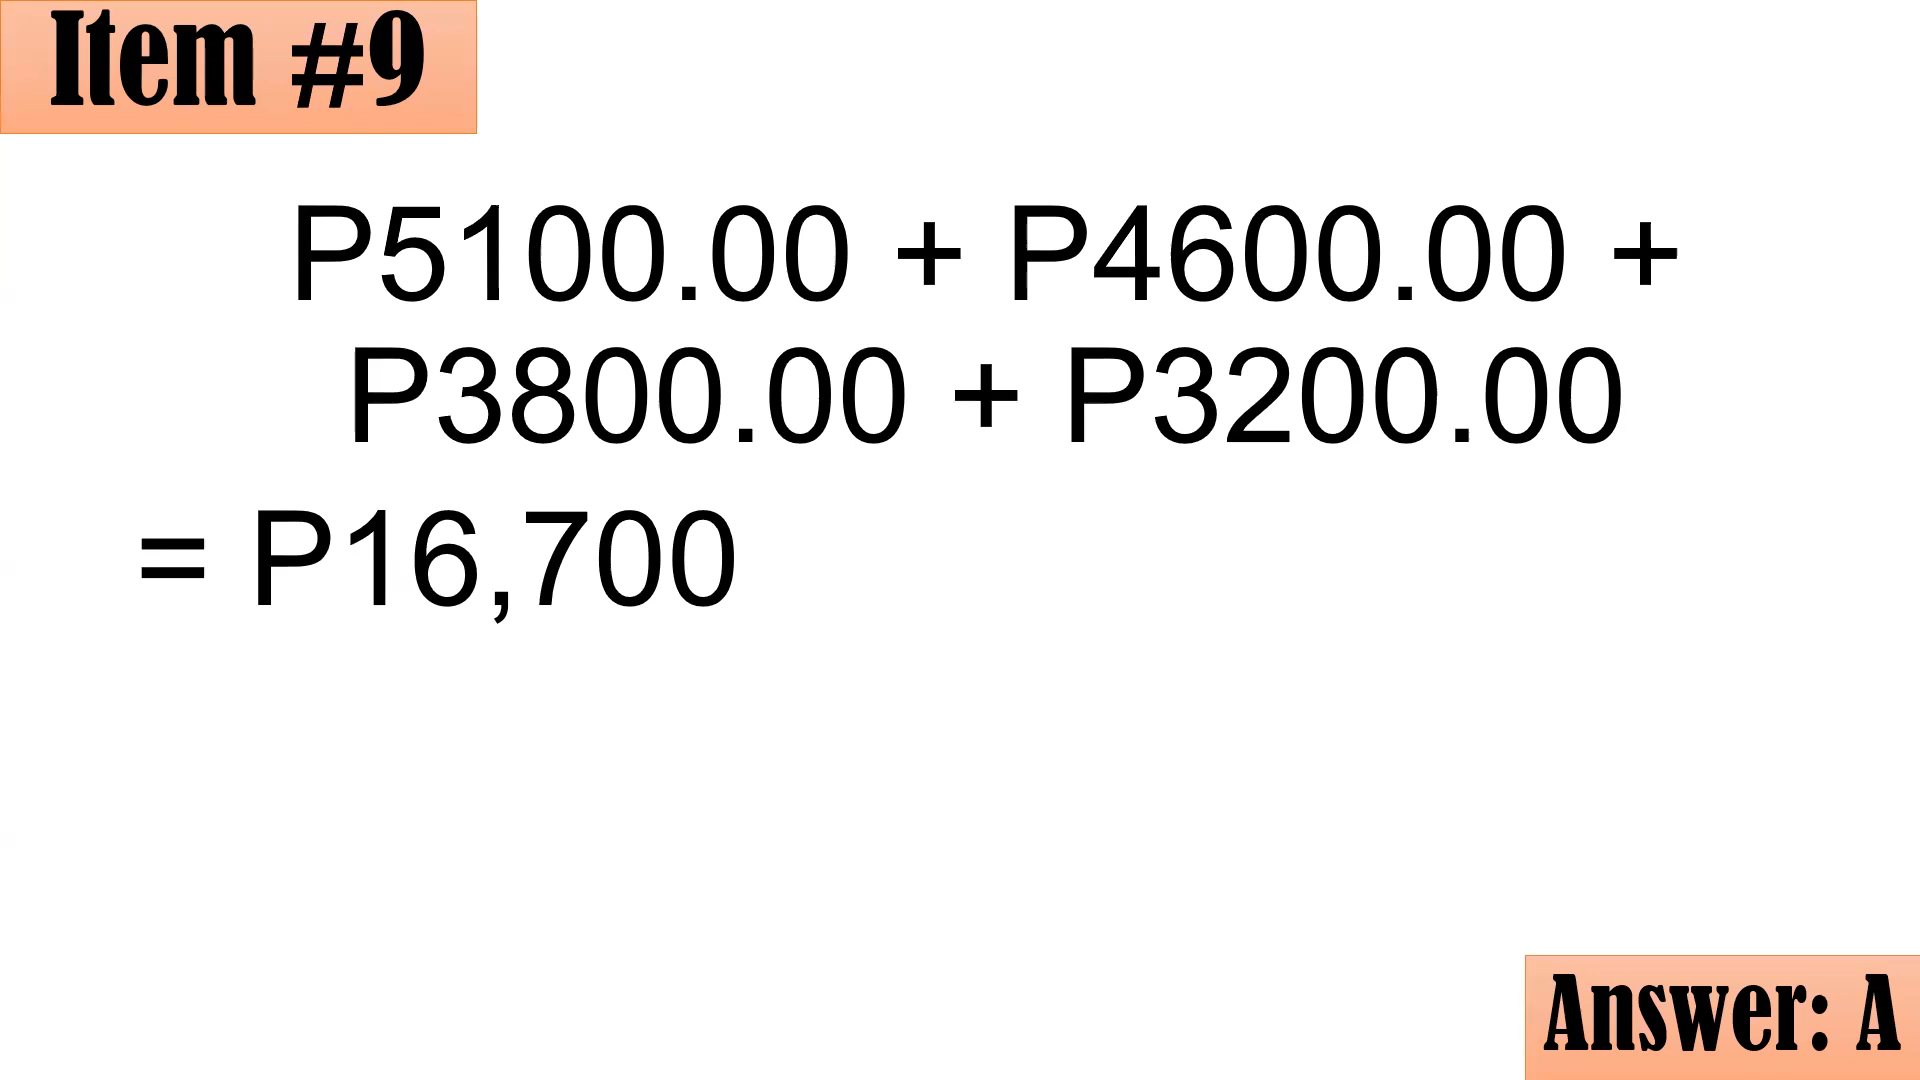 Item #9
P5100.00 + P4600.00 +
P3800.00 + P3200.00
= P16,700
Answer: A